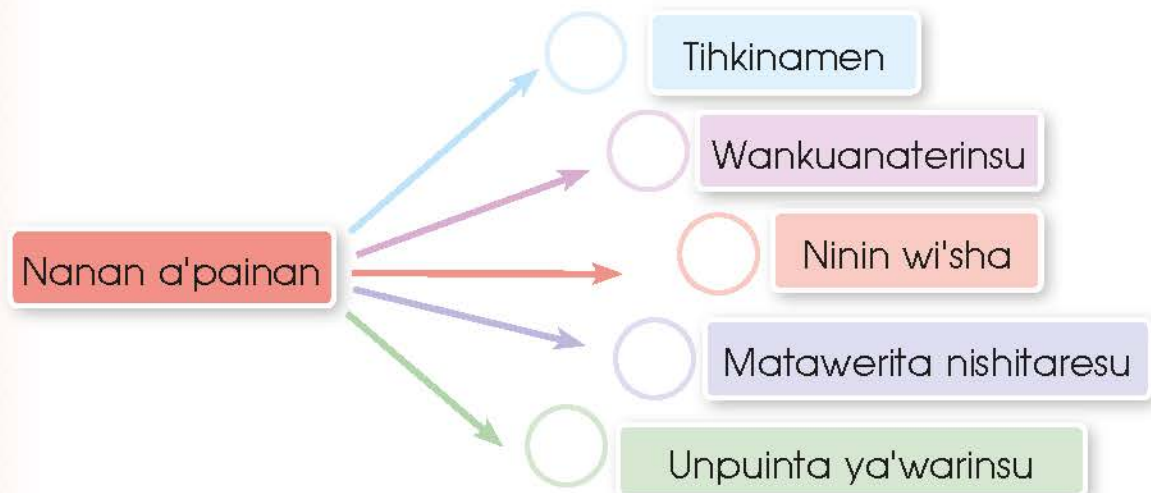 Tihkinamen
Wankuanaterinsu
Nanan a'painan
Ninin wi'sha
Matawerita nishitaresu
Unpuinta ya'warinsu